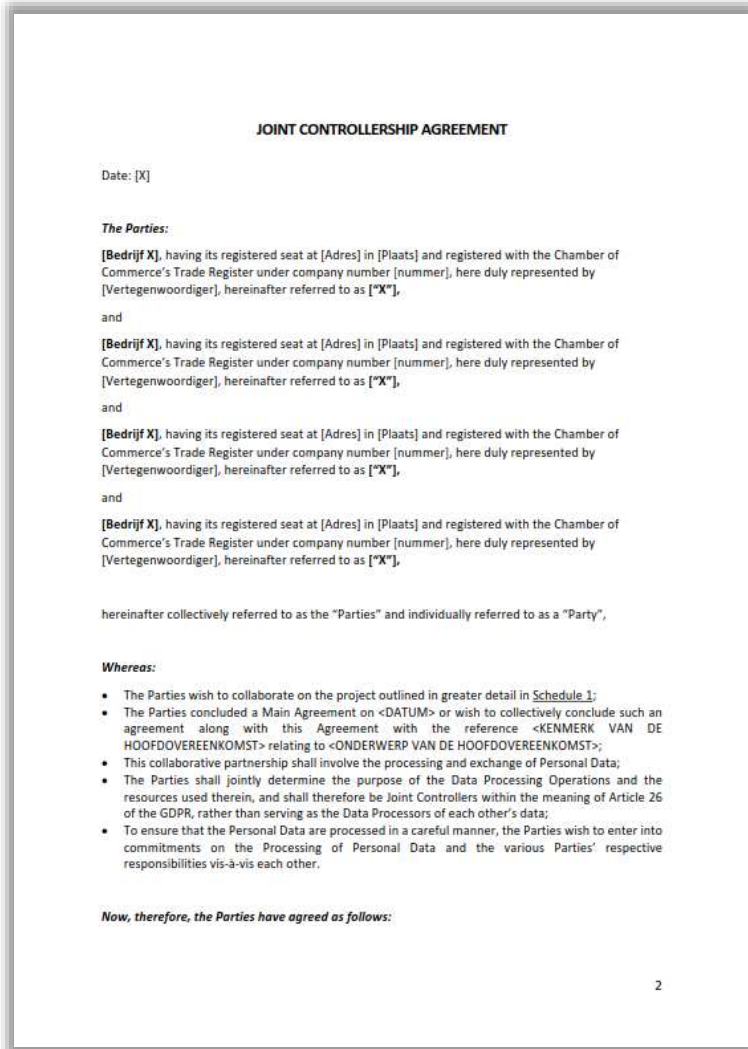 JOINT CONTROLLERSHIP AGREEMENT
Date: [X]
The Parties:
[Bedrijf X], having its registered seat at [Adres] in [Plaats] and registered with the Chamber of
Commerce's Trade Register under company number [nummer], here duly represented by
[Vertegenwoordiger], hereinafter referred to as ["X"],
and
[Bedrijf X], having its registered seat at [Adres] in [Plaats] and registered with the Chamber of
Commerce's Trade Register under company number [nummer], here duly represented by
[Vertegenwoordiger], hereinafter referred to as ["X"],
and
[Bedrijf X], having its registered seat at [Adres] in [Plaats] and registered with the Chamber of
Commerce's Trade Register under company number [nummer], here duly represented by
[Vertegenwoordiger], hereinafter referred to as ["X"],
and
[Bedrijf X], having its registered seat at [Adres] in [Plaats] and registered with the Chamber of
Commerce's Trade Register under company number [nummer], here duly represented by
[Vertegenwoordiger], hereinafter referred to as ["X"],
hereinafter collectively referred to as the "Parties" and individually referred to as a "Party",
Whereas:
• The Parties wish to collaborate on the project outlined in greater detail in Schedule 1;
• The Parties concluded a Main Agreement on <DATUM> or wish to collectively conclude such an
agreement along with this Agreement with the reference <KENMERK VAN DE
HOOFDOVEREENKOMST> relating to <ONDERWERP VAN DE HOOFDOVEREENKOMST>;
• This collaborative partnership shall involve the processing and exchange of Personal Data;
• The Parties shall jointly determine the purpose of the Data Processing Operations and the
resources used therein, and shall therefore be Joint Controllers within the meaning of Article 26
of the GDPR, rather than serving as the Data Processors of each other's data;
• To ensure that the Personal Data are processed in a careful manner, the Parties wish to enter into
commitments on the Processing of Personal Data and the various Parties' respective
responsibilities vis-à-vis each other.
Now, therefore, the Parties have agreed as follows:
2